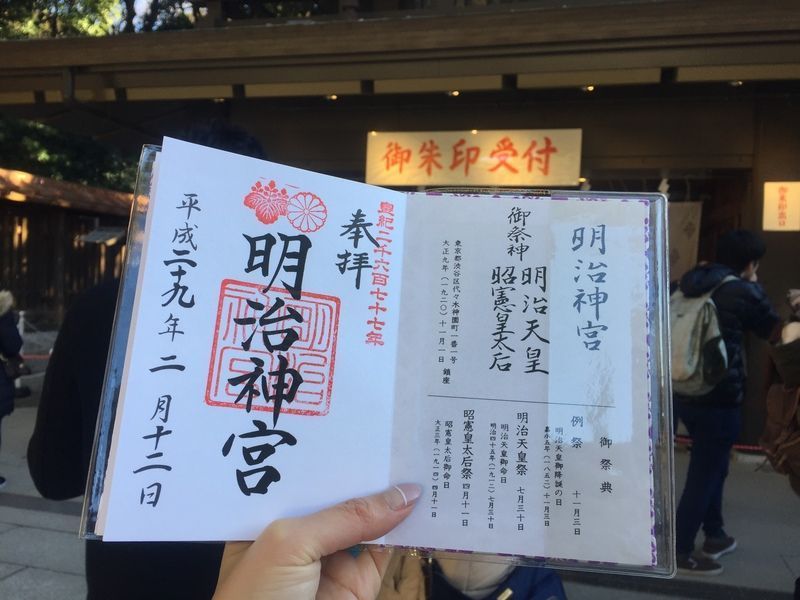 御朱印受付
明治神宮
御祭神
明治天皇
昭憲皇太后
東京都渋谷区代々木神園町一番一号
大正九年(一九二〇)十一月一日 鎮座
御祭典
例祭 十一月三日
明治天皇御降誕の日
嘉永五年(一八五二)十一月三日
明治天皇祭 七月三十日
明治天皇御命日
明治四十五年(一九一二)七月三十日
昭憲皇太后祭 四月十一日
昭憲皇太后御命日
大正三年(一九一四)四月十一日
皇紀二千六百七十七年
奉拝
明治神宮
平成二十九年二月十二日